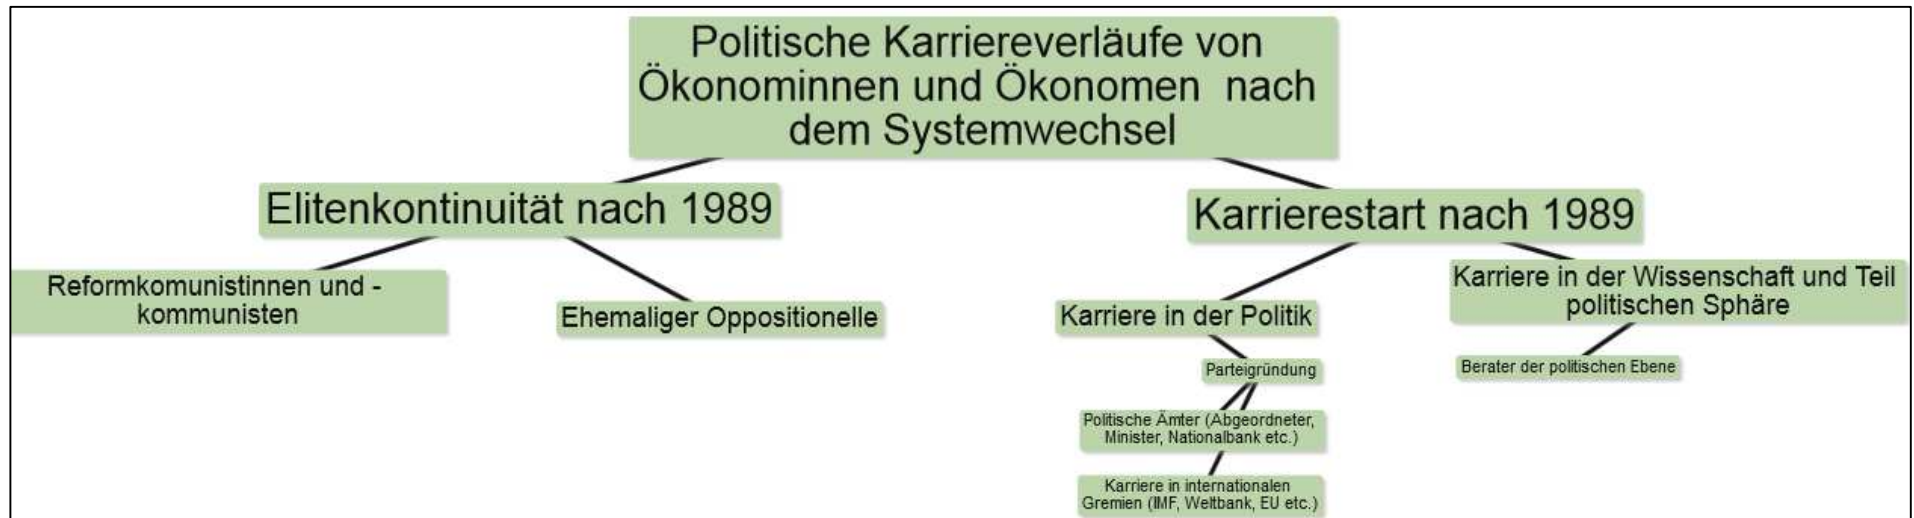 Politische Karriereverläufe von
Ökonominnen und Ökonomen  nach
dem Systemwechsel
Elitenkontinuität nach 1989
Karrierestart nach 1989
Reformkomunistinnen und -
kommunisten
Ehemaliger Oppositionelle
Karriere in der Politik
Karriere in der Wissenschaft und Teil
politischen Sphäre
Parteigründung
Berater der politischen Ebene
Politische Ämter (Abgeordneter,
Minister, Nationalbank etc.)
Karriere in internationalen
Gremien (IMF, Weltbank, EU etc.)